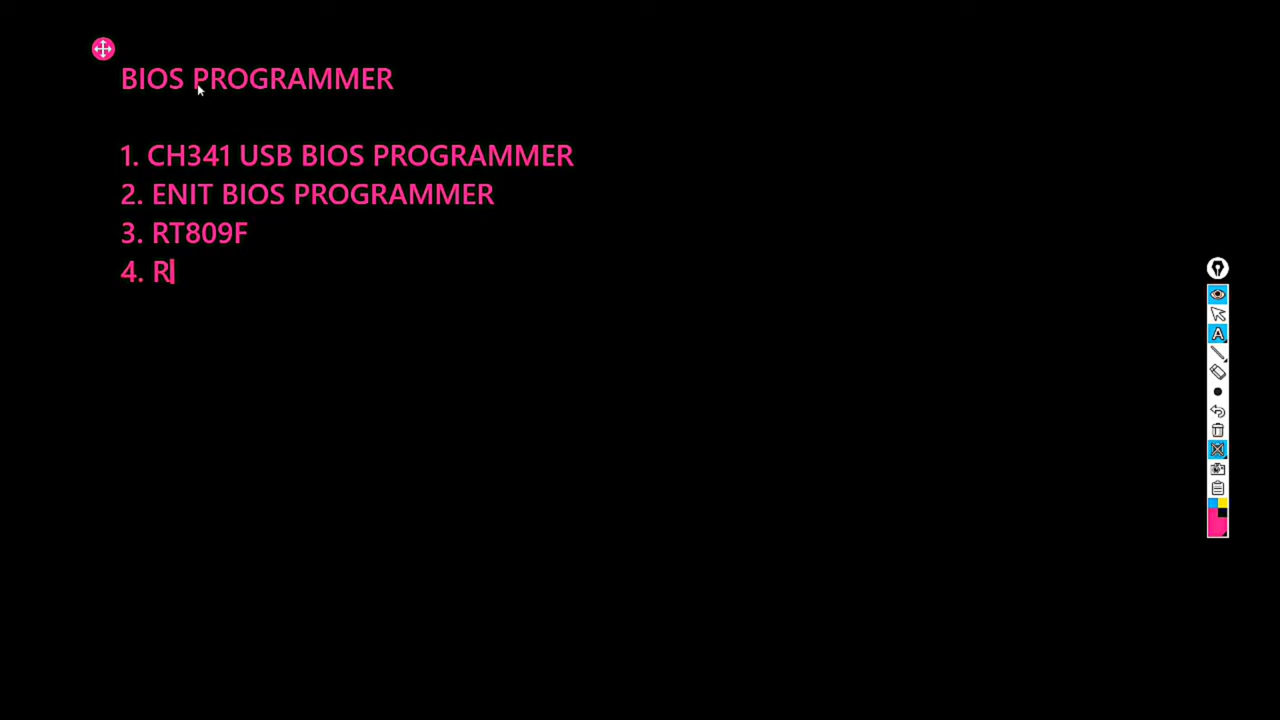 BIOS PROGRAMMER
1. CH341 USB BIOS PROGRAMMER
2. ENIT BIOS PROGRAMMER
3. RT809F
4. R
A